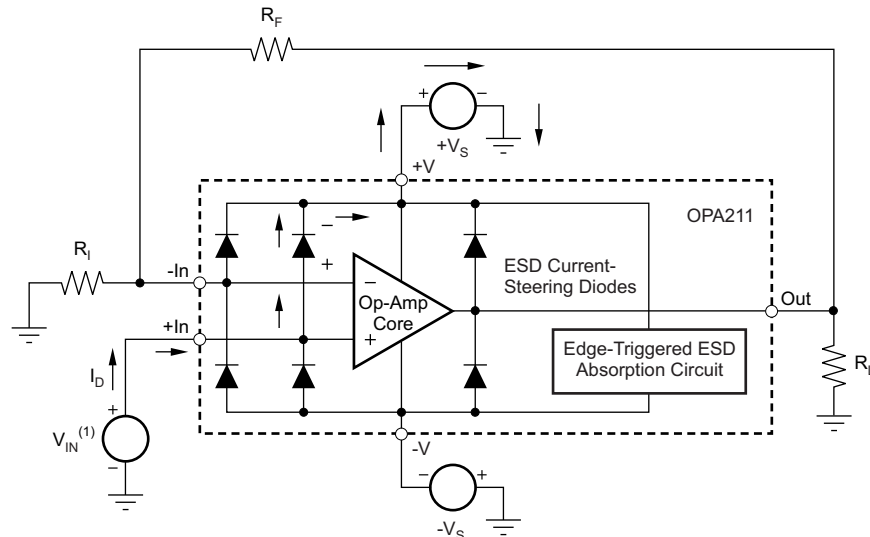 R_F
+ −
+V_S
+V
OPA211
R_I
−
+
-In
−
Op-Amp
Core
+
ESD Current-
Steering Diodes
Out
+In
Edge-Triggered ESD
Absorption Circuit
R_L
I_D
+
V_IN^(1)
−
-V
− +
-V_S